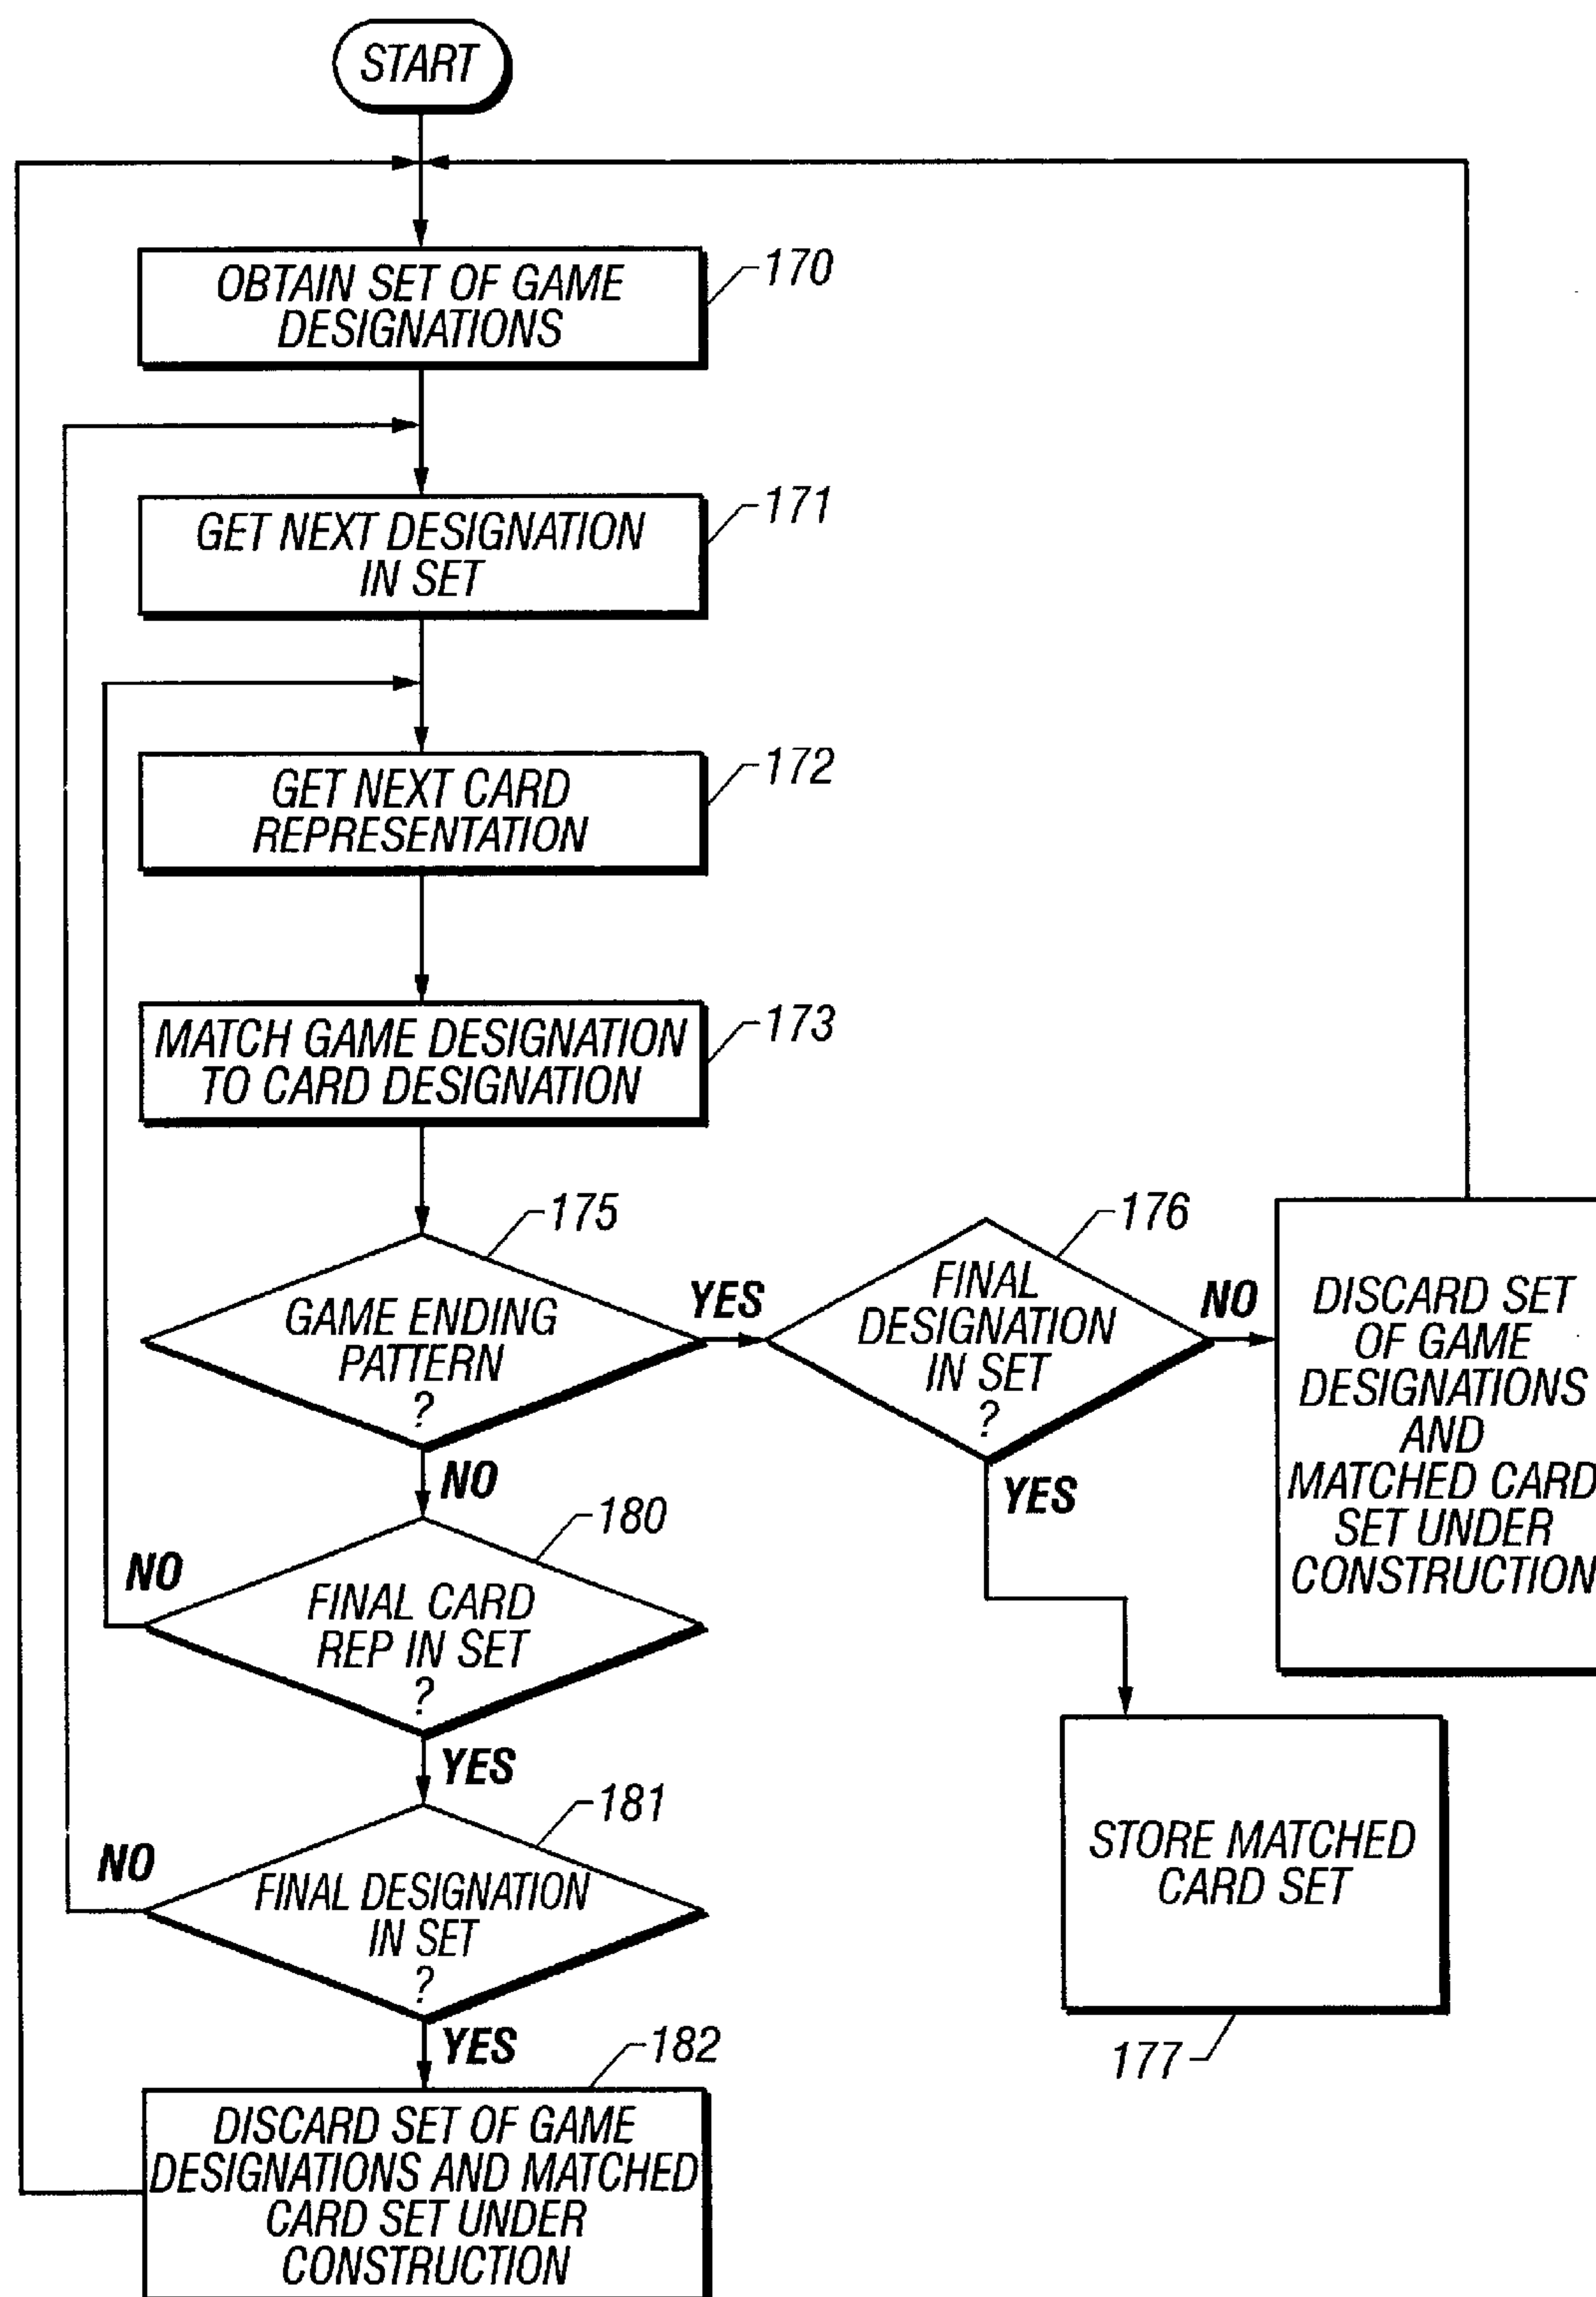 START
OBTAIN SET OF GAME
DESIGNATIONS
170
GET NEXT DESIGNATION
IN SET
171
GET NEXT CARD
REPRESENTATION
172
MATCH GAME DESIGNATION
TO CARD DESIGNATION
173
175
GAME ENDING
PATTERN
?
YES
NO
176
FINAL
DESIGNATION
IN SET
?
NO
YES
DISCARD SET
OF GAME
DESIGNATIONS
AND
MATCHED CARD
SET UNDER
CONSTRUCTION
180
FINAL CARD
REP IN SET
?
NO
YES
STORE MATCHED
CARD SET
177
181
FINAL DESIGNATION
IN SET
?
NO
YES
182
DISCARD SET OF GAME
DESIGNATIONS AND MATCHED
CARD SET UNDER
CONSTRUCTION